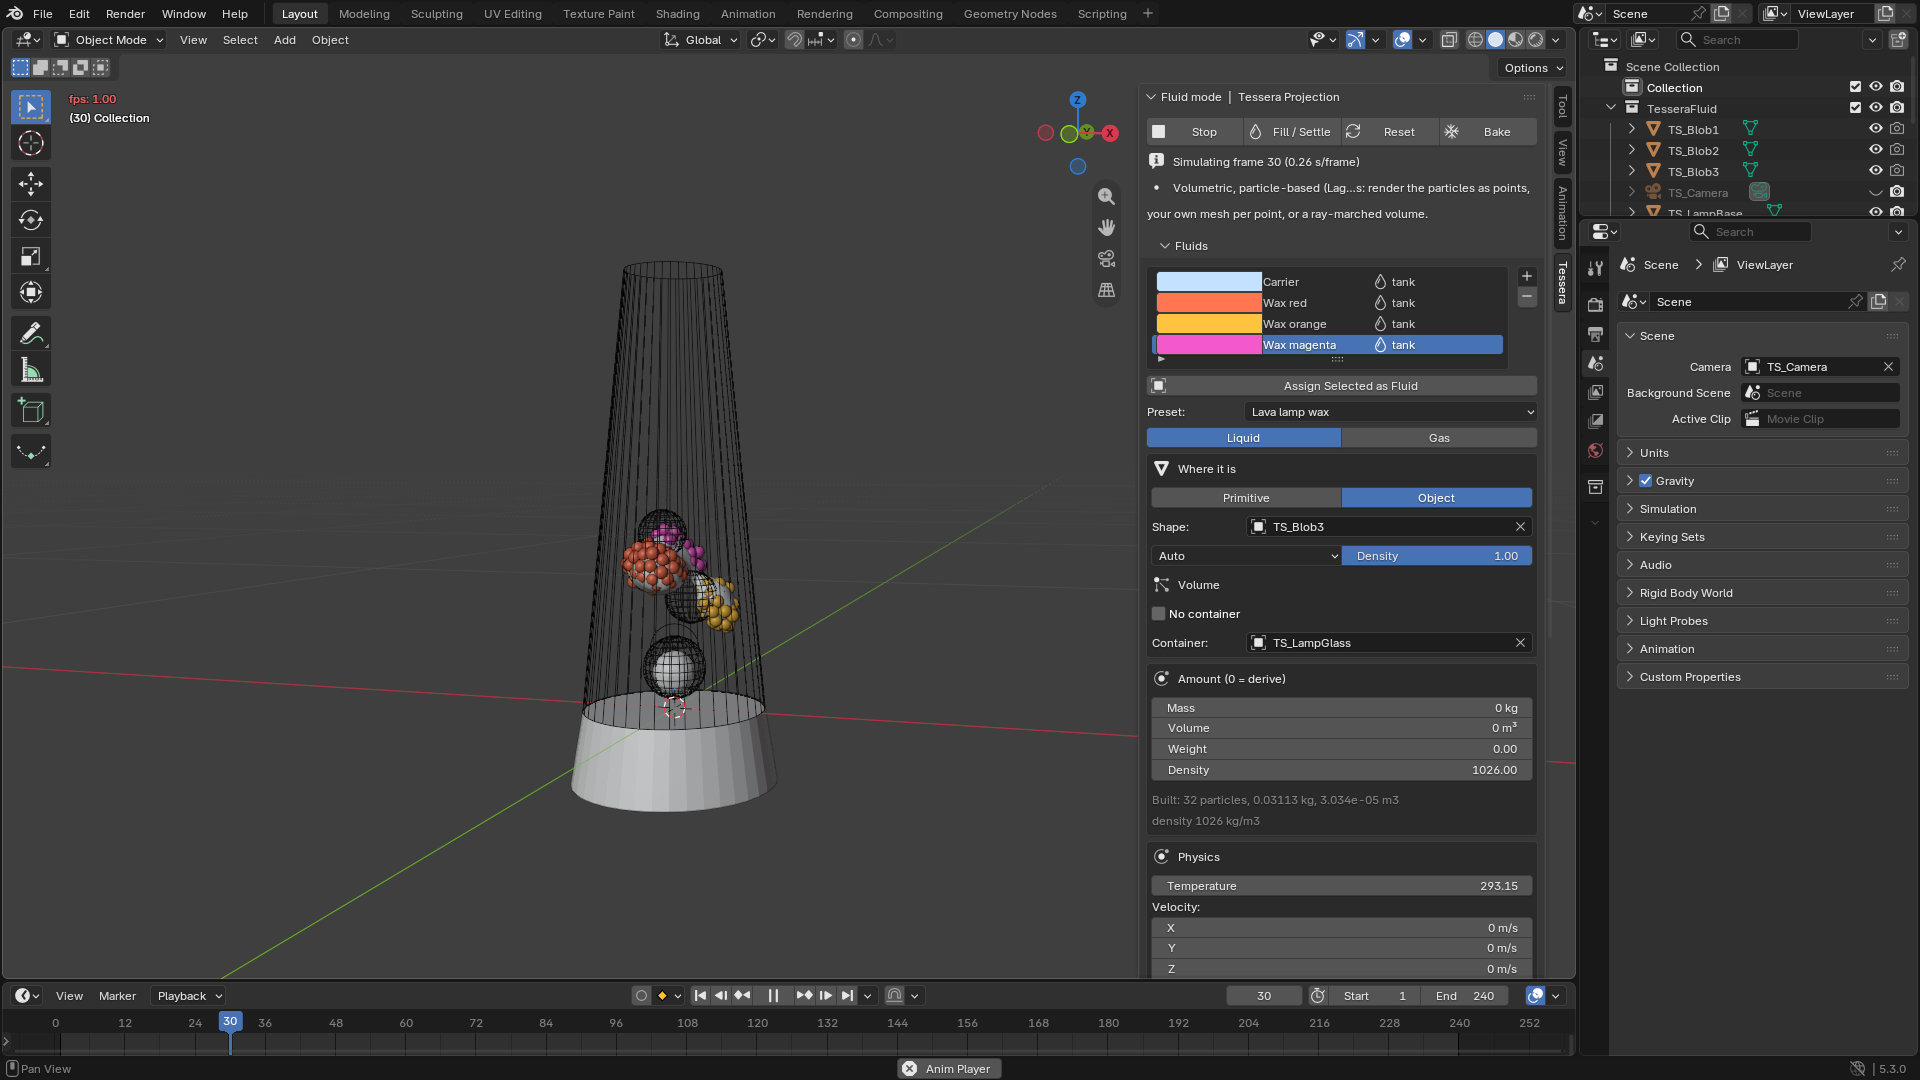 File Edit Render Window Help Layout Modeling Sculpting UV Editing Texture Paint Shading Animation Rendering Compositing Geometry Nodes Scripting + Scene ViewLayer
Object Mode View Select Add Object Global Search
Options
fps: 1.00
(30) Collection
Z
Y
X
Fluid mode | Tessera Projection
Stop Fill / Settle Reset Bake
Simulating frame 30 (0.26 s/frame)
• Volumetric, particle-based (Lag...s: render the particles as points,
your own mesh per point, or a ray-marched volume.
Fluids
Carrier tank
Wax red tank
Wax orange tank
Wax magenta tank
Assign Selected as Fluid
Preset: Lava lamp wax
Liquid Gas
Where it is
Primitive Object
Shape: TS_Blob3
Auto Density 1.00
Volume
No container
Container: TS_LampGlass
Amount (0 = derive)
Mass 0 kg
Volume 0 m³
Weight 0.00
Density 1026.00
Built: 32 particles, 0.03113 kg, 3.034e-05 m3
density 1026 kg/m3
Physics
Temperature 293.15
Velocity:
X 0 m/s
Y 0 m/s
Z 0 m/s
Tool
View
Animation
Tessera
Scene Collection
Collection
TesseraFluid
TS_Blob1
TS_Blob2
TS_Blob3
TS_Camera
TS_LampBase
Search
Scene > ViewLayer
Scene
Scene
Camera TS_Camera
Background Scene Scene
Active Clip Movie Clip
Units
Gravity
Simulation
Keying Sets
Audio
Rigid Body World
Light Probes
Animation
Custom Properties
View Marker Playback 30 Start 1 End 240
0 12 24 30 36 48 60 72 84 96 108 120 132 144 156 168 180 192 204 216 228 240 252
Pan View Anim Player 5.3.0